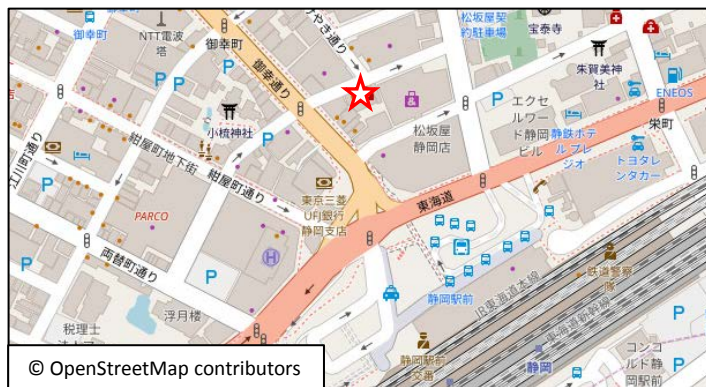 御幸町
NTT電波
塔
御幸町
けやき通り
松坂屋契
約駐車場
宝泰寺
朱賀美神
社
ENEOS
栄町
御幸通り
小梳神社
松坂屋
静岡店
エクセ
ルワー
ド静岡
ビル
静鉄ホテ
ル プレ
ジオ
トヨタレ
ンタカー
江川町通り
紺屋町地下街
紺屋町通り
東京三菱
UFJ銀行
静岡支店
東海道
PARCO
両替町通り
静岡駅前
鉄道警察
隊
JR東海道本線
東海道新幹線
浮月楼
税理士
静岡駅前
交番
静岡
コンコ
ルド静
岡駅前
© OpenStreetMap contributors